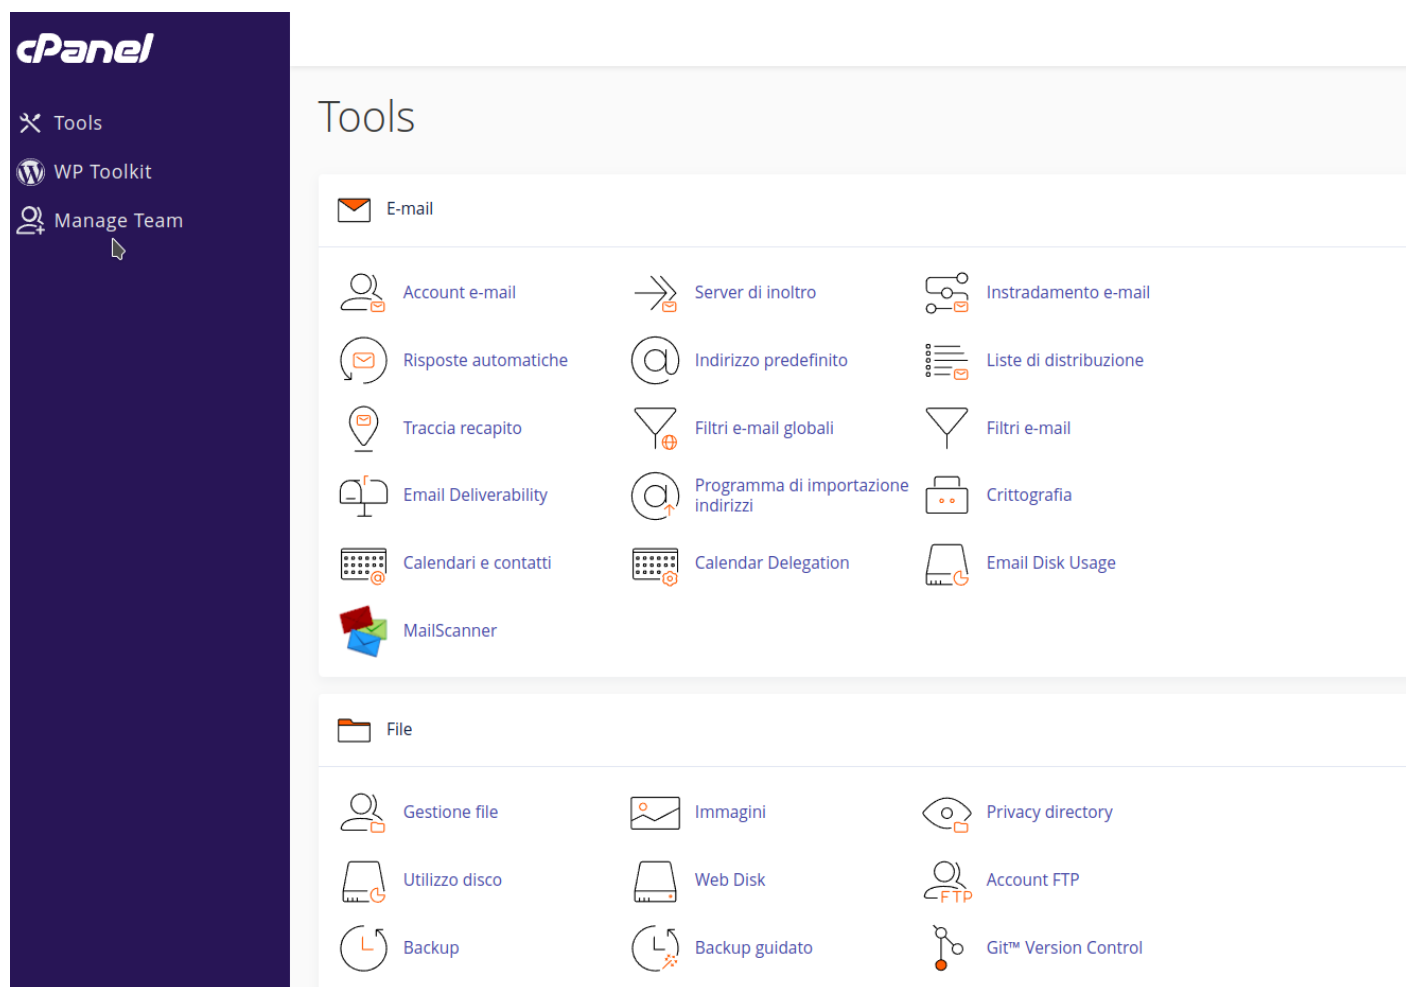 cPanel
Tools
WP Toolkit
Manage Team
Tools
E-mail
Account e-mail
Server di inoltro
Instradamento e-mail
Risposte automatiche
Indirizzo predefinito
Liste di distribuzione
Traccia recapito
Filtri e-mail globali
Filtri e-mail
Email Deliverability
Programma di importazione
indirizzi
Crittografia
Calendari e contatti
Calendar Delegation
Email Disk Usage
MailScanner
File
Gestione file
Immagini
Privacy directory
Utilizzo disco
Web Disk
FTP
Account FTP
Backup
Backup guidato
Git™ Version Control